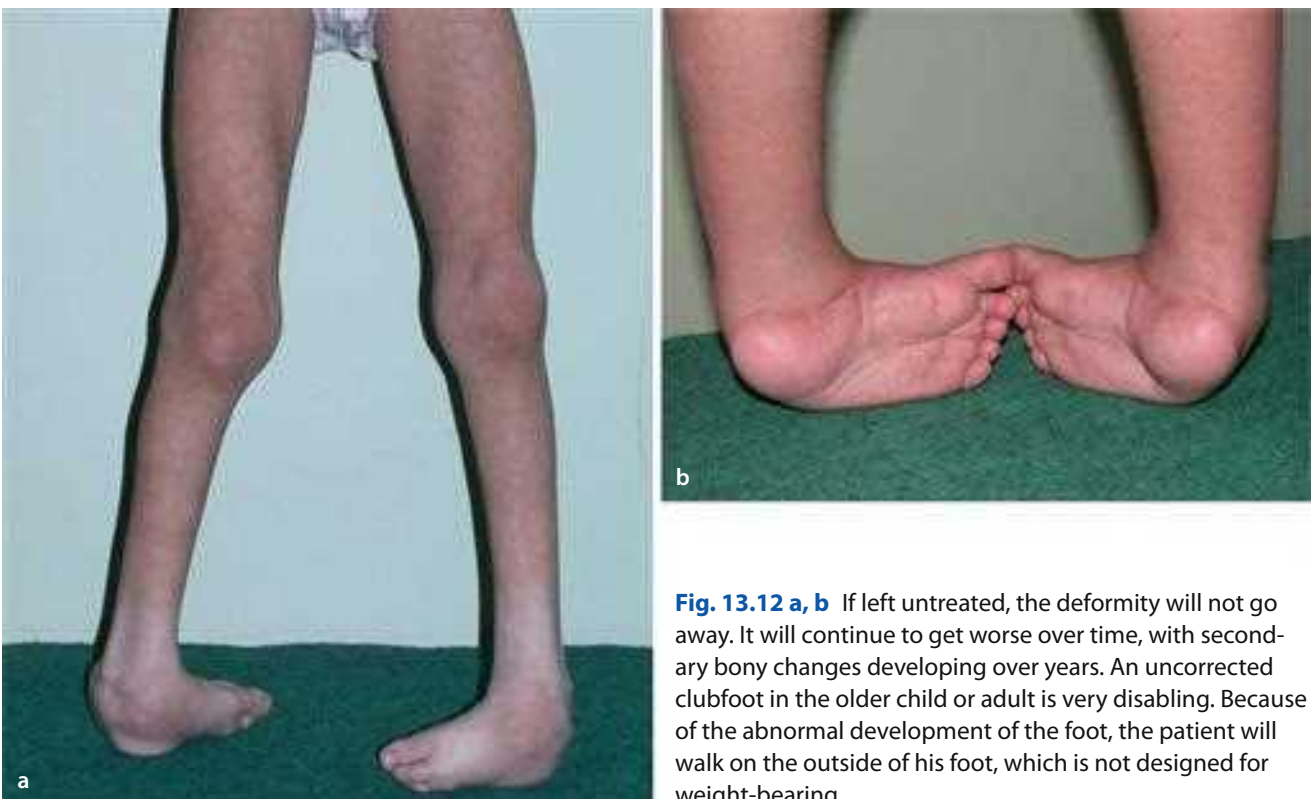 a
b
Fig. 13.12 a, b If left untreated, the deformity will not go
away. It will continue to get worse over time, with second-
ary bony changes developing over years. An uncorrected
clubfoot in the older child or adult is very disabling. Because
of the abnormal development of the foot, the patient will
walk on the outside of his foot, which is not designed for
weight-bearing